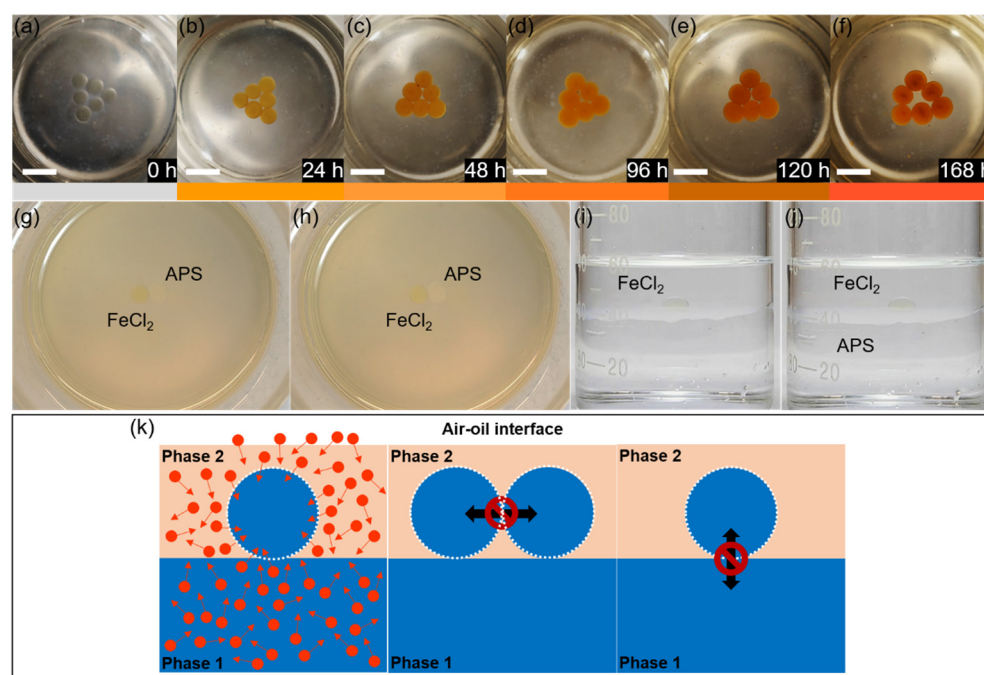 (a)
0 h
(b)
24 h
(c)
48 h
(d)
96 h
(e)
120 h
(f)
168 h
(g)
APS
FeCl₂
(h)
APS
FeCl₂
(i)
80
FeCl₂
20
(j)
80
FeCl₂
APS
20
(k)
Air-oil interface
Phase 2
Phase 1
Phase 2
Phase 1
Phase 2
Phase 1